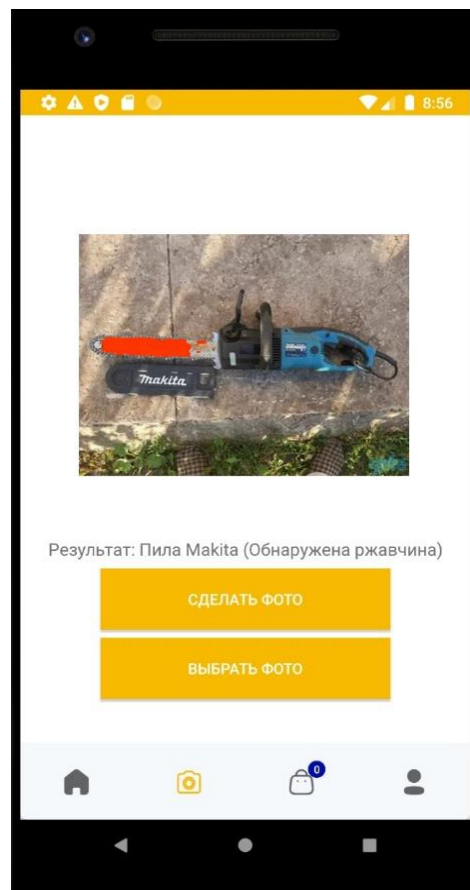 8:56
Makita
Результат: Пила Makita (Обнаружена ржавчина)
СДЕЛАТЬ ФОТО
ВЫБРАТЬ ФОТО
0